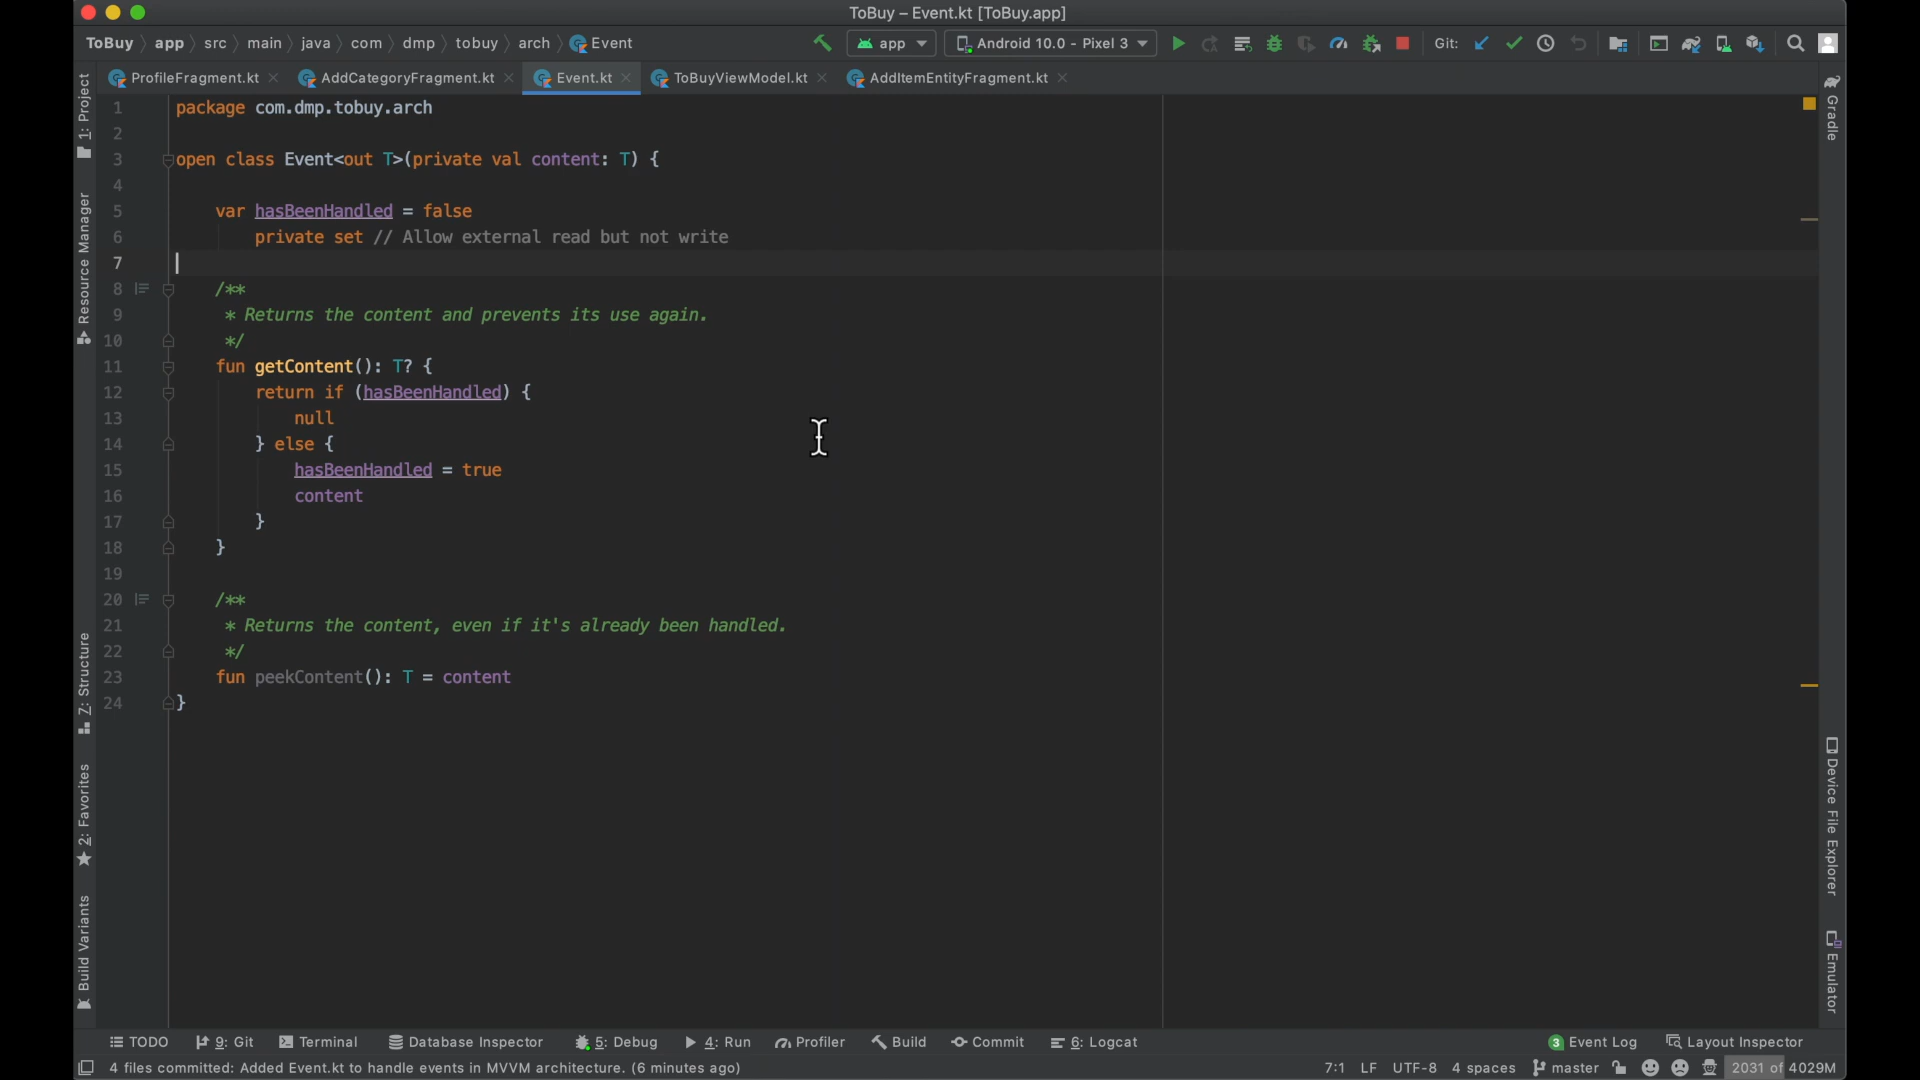 ToBuy – Event.kt [ToBuy.app]
ToBuy app src main java com dmp tobuy arch Event
app
Android 10.0 - Pixel 3
Git:
ProfileFragment.kt
AddCategoryFragment.kt
Event.kt
ToBuyViewModel.kt
AddItemEntityFragment.kt
1: Project
Resource Manager
7: Structure
2: Favorites
Build Variants
1 package com.dmp.tobuy.arch
2
3 open class Event<out T>(private val content: T) {
4
5 var hasBeenHandled = false
6 private set // Allow external read but not write
7
8 /**
9 * Returns the content and prevents its use again.
10 */
11 fun getContent(): T? {
12 return if (hasBeenHandled) {
13 null
14 } else {
15 hasBeenHandled = true
16 content
17 }
18 }
19
20 /**
21 * Returns the content, even if it's already been handled.
22 */
23 fun peekContent(): T = content
24 }
Gradle
Device File Explorer
Emulator
TODO
9: Git
Terminal
Database Inspector
5: Debug
4: Run
Profiler
Build
Commit
6: Logcat
3 Event Log
Layout Inspector
4 files committed: Added Event.kt to handle events in MVVM architecture. (6 minutes ago)
7:1 LF UTF-8 4 spaces master 2031 of 4029M